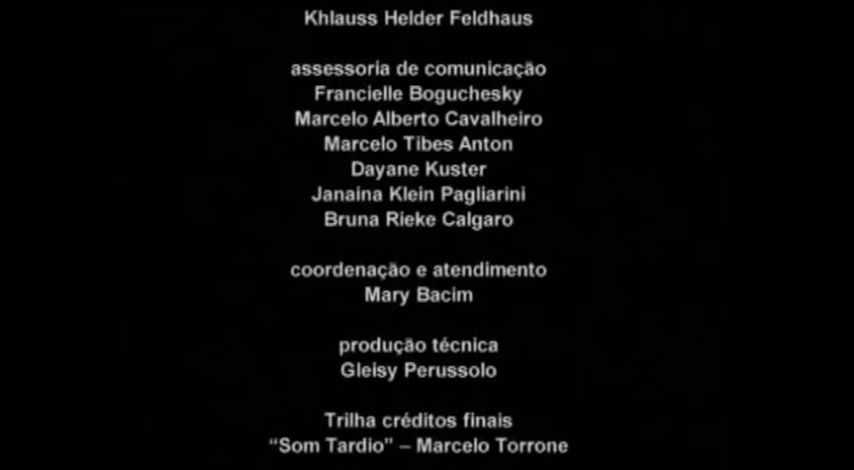 Khlauss Helder Feldhaus
assessoria de comunicação
Francielle Boguchesky
Marcelo Alberto Cavalheiro
Marcelo Tibes Anton
Dayane Kuster
Janaina Klein Pagliarini
Bruna Rieke Calgaro
coordenação e atendimento
Mary Bacim
produção técnica
Gleisy Perussolo
Trilha créditos finais
“Som Tardio” – Marcelo Torrone